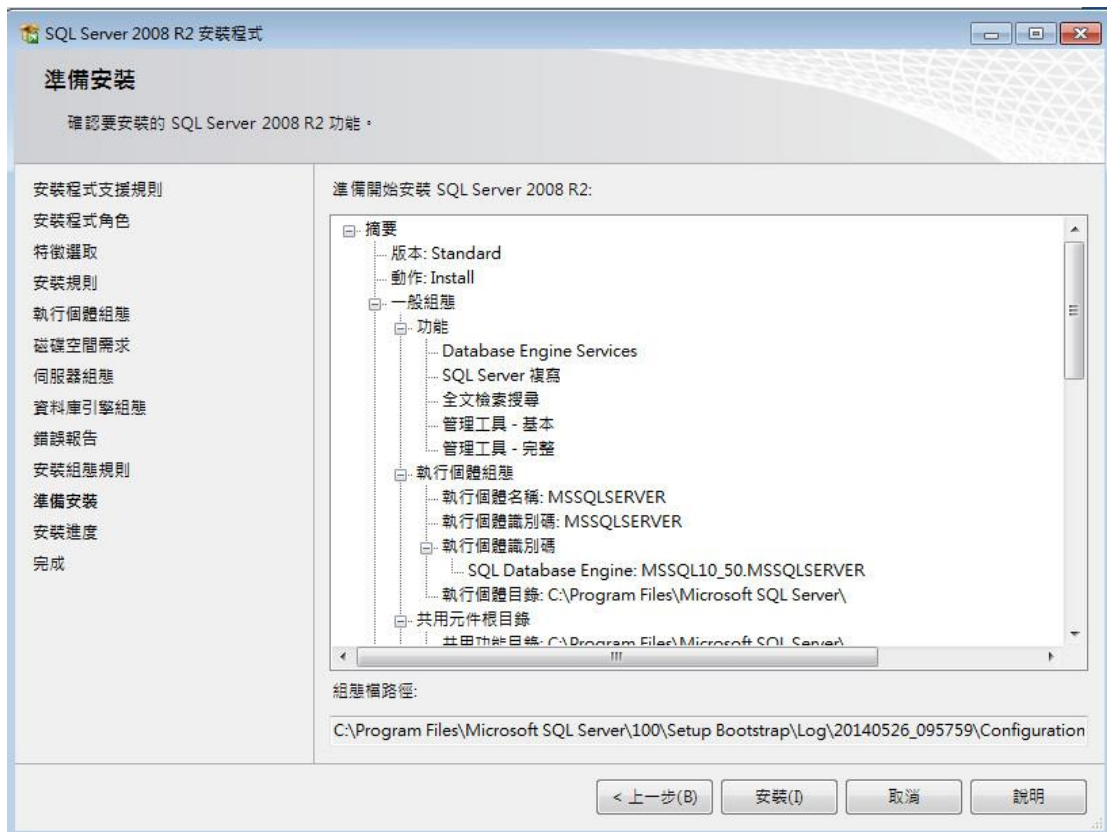 SQL Server 2008 R2 安裝程式
準備安裝
確認要安裝的 SQL Server 2008 R2 功能。
安裝程式支援規則
安裝程式角色
特徵選取
安裝規則
執行個體組態
磁碟空間需求
伺服器組態
資料庫引擎組態
錯誤報告
安裝組態規則
準備安裝
安裝進度
完成
準備開始安裝 SQL Server 2008 R2:
摘要
版本: Standard
動作: Install
一般組態
功能
Database Engine Services
SQL Server 複寫
全文檢索搜尋
管理工具 - 基本
管理工具 - 完整
執行個體組態
執行個體名稱: MSSQLSERVER
執行個體識別碼: MSSQLSERVER
執行個體識別碼
SQL Database Engine: MSSQL10_50.MSSQLSERVER
執行個體目錄: C:\Program Files\Microsoft SQL Server\
共用元件根目錄
共用功能目錄: C:\Program Files\Microsoft SQL Server\
組態檔路徑:
C:\Program Files\Microsoft SQL Server\100\Setup Bootstrap\Log\20140526_095759\Configuration
< 上一步(B)
安裝(I)
取消
說明